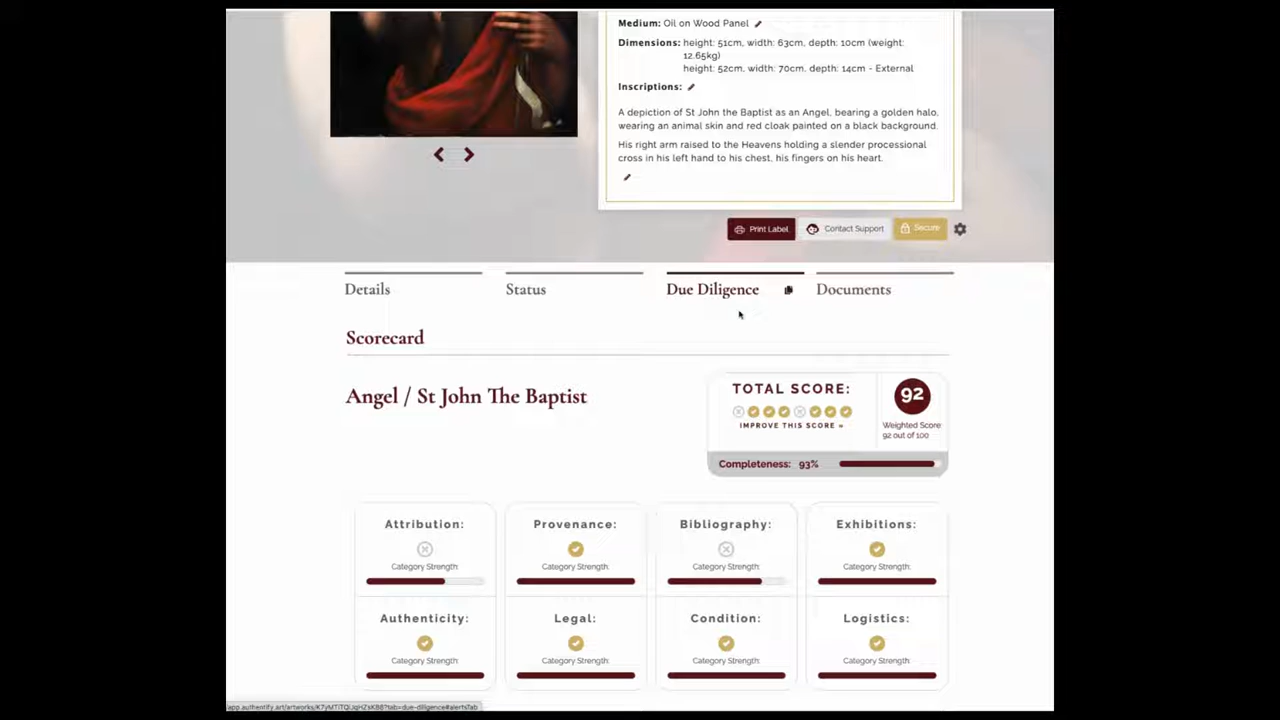 Medium: Oil on Wood Panel
Dimensions: height: 51cm, width: 63cm, depth: 10cm (weight:
12.65kg)
height: 52cm, width: 70cm, depth: 14cm - External
Inscriptions:
A depiction of St John the Baptist as an Angel, bearing a golden halo,
wearing an animal skin and red cloak painted on a black background.
His right arm raised to the Heavens holding a slender processional
cross in his left hand to his chest, his fingers on his heart.
Print Label
Contact Support
Secure
Details
Status
Due Diligence
Documents
Scorecard
Angel / St John The Baptist
TOTAL SCORE:
IMPROVE THIS SCORE
92
Weighted Score
92 out of 100
Completeness: 93%
Attribution:
Category Strength:
Provenance:
Category Strength:
Bibliography:
Category Strength:
Exhibitions:
Category Strength:
Authenticity:
Category Strength:
Legal:
Category Strength:
Condition:
Category Strength:
Logistics:
Category Strength: